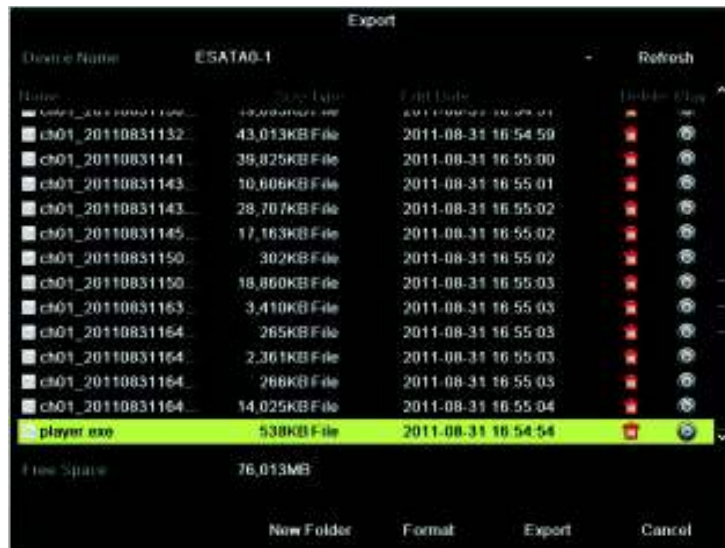 Export
Device Name ESATA0-1 Refresh
Name Size Type Edit Date Delete Play
ch01_20110831132... 43,013KB File 2011-08-31 16:54:59
ch01_20110831141... 39,825KB File 2011-08-31 16:55:00
ch01_20110831143... 10,606KB File 2011-08-31 16:55:01
ch01_20110831143... 28,707KB File 2011-08-31 16:55:02
ch01_20110831145... 17,163KB File 2011-08-31 16:55:02
ch01_20110831150... 302KB File 2011-08-31 16:55:02
ch01_20110831150... 18,860KB File 2011-08-31 16:55:03
ch01_20110831163... 3,410KB File 2011-08-31 16:55:03
ch01_20110831164... 265KB File 2011-08-31 16:55:03
ch01_20110831164... 2,361KB File 2011-08-31 16:55:03
ch01_20110831164... 266KB File 2011-08-31 16:55:03
ch01_20110831164... 14,025KB File 2011-08-31 16:55:04
player.exe 538KB File 2011-08-31 16:54:54
Free Space 76,013MB
New Folder Format Export Cancel